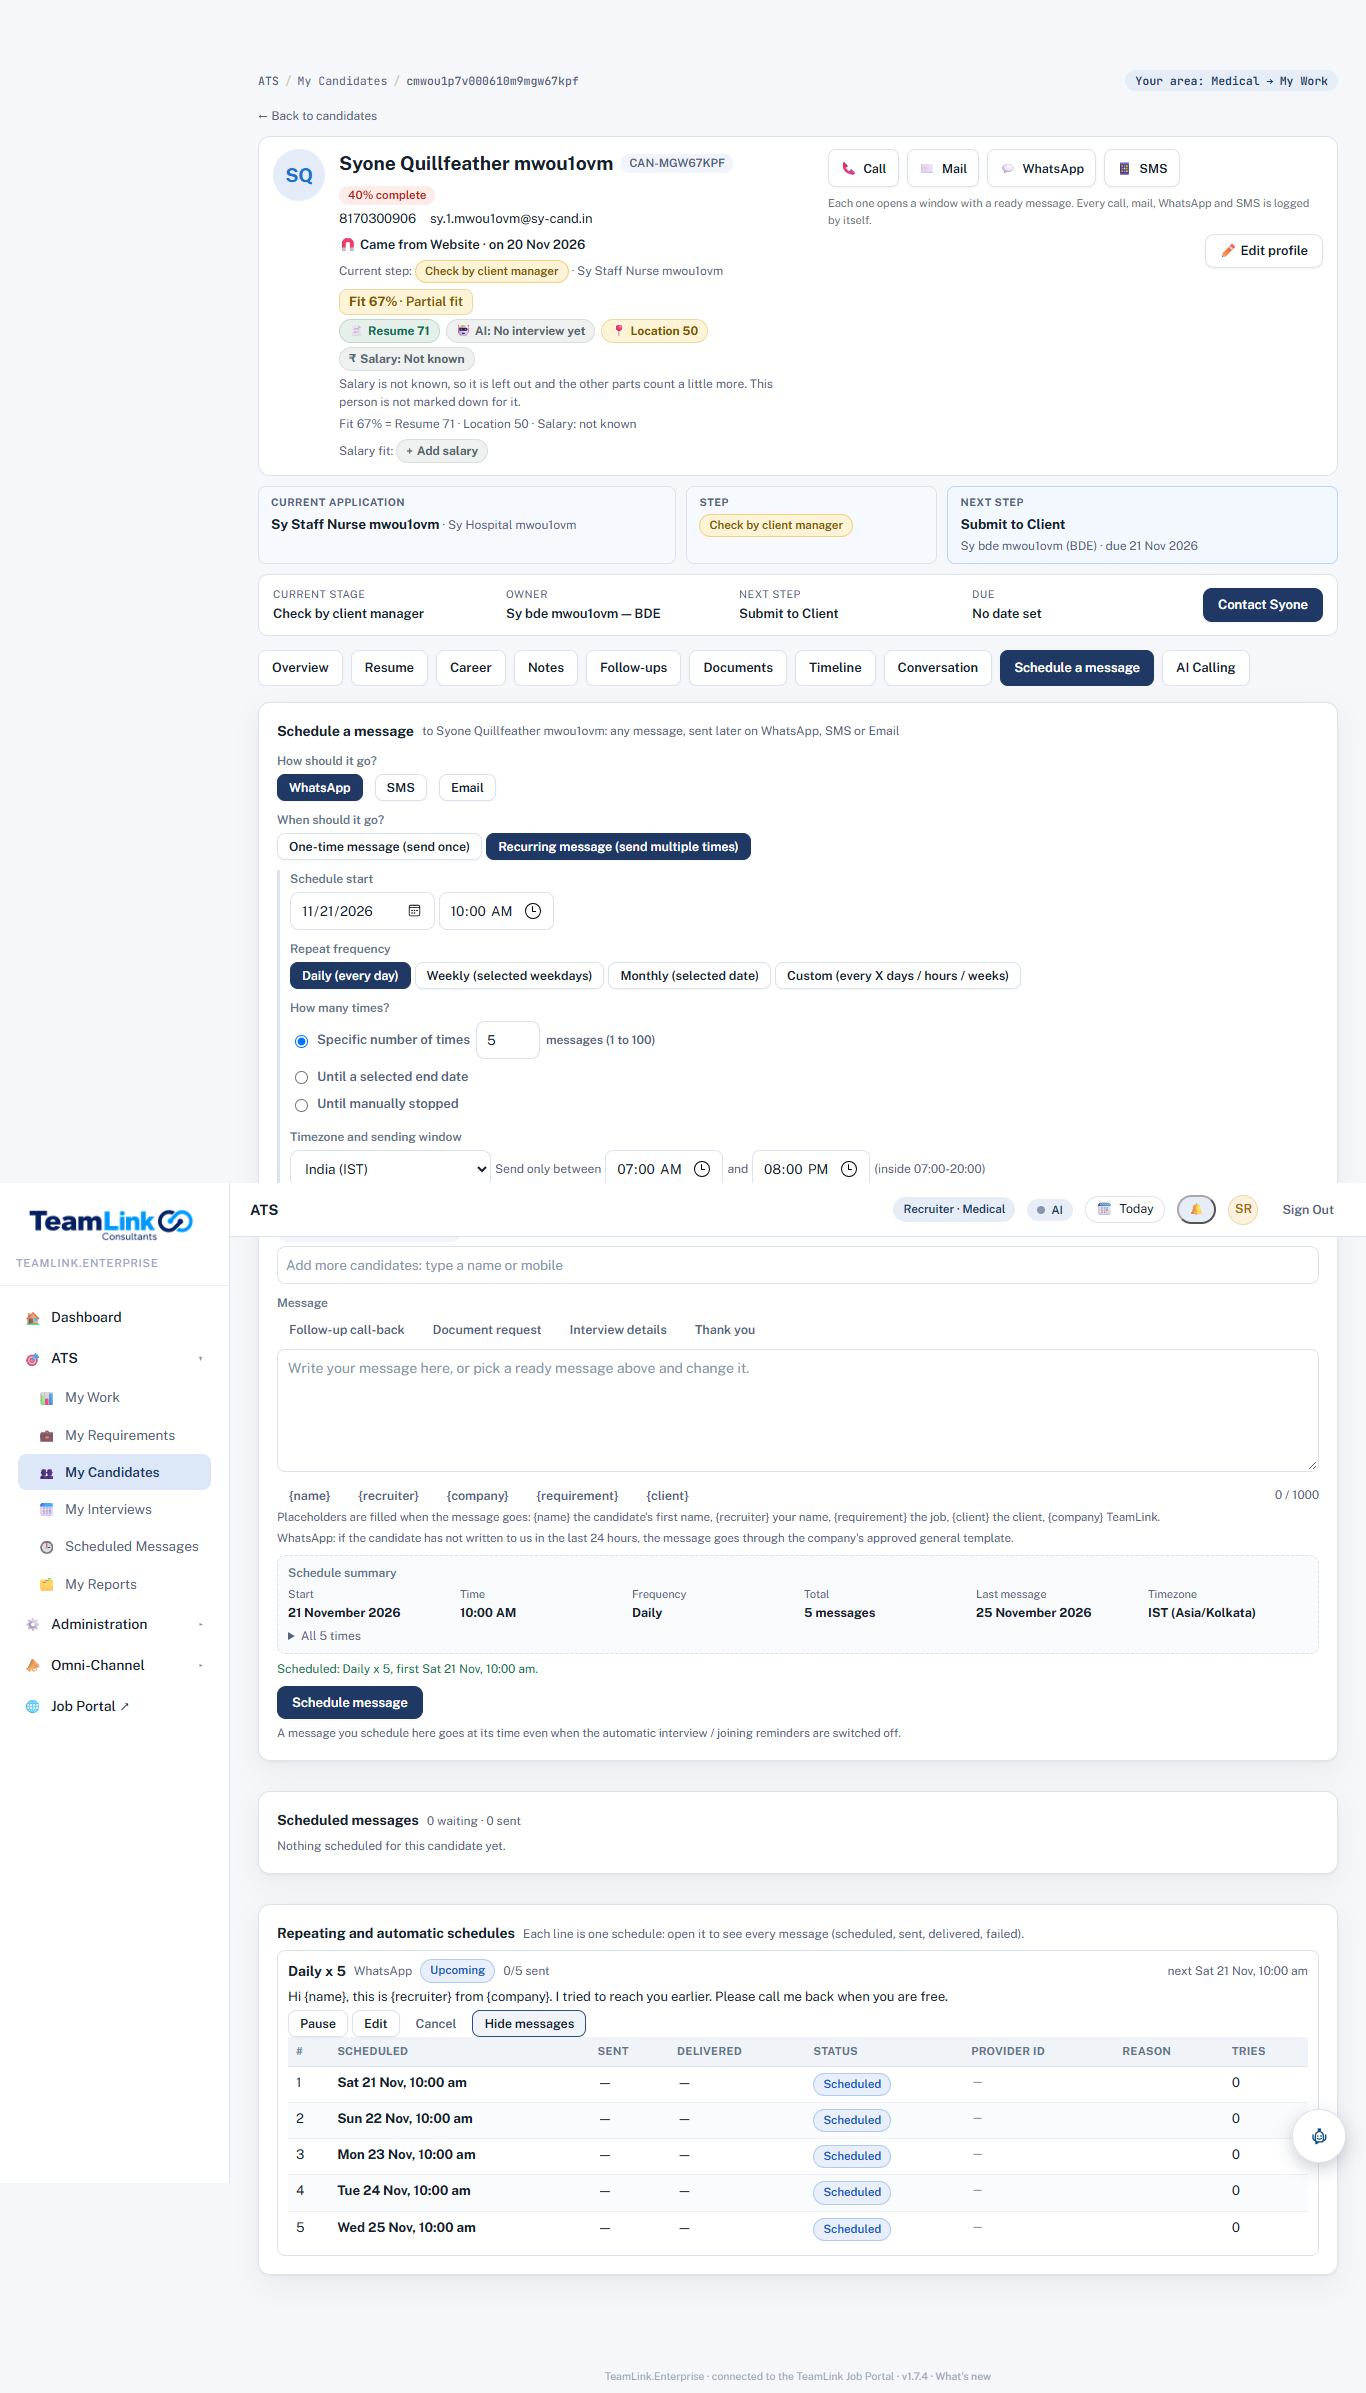 ATS / My Candidates / cmwou1p7v000610m9mgw67kpf
Your area: Medical → My Work
← Back to candidates
SQ
Syone Quillfeather mwou1ovm CAN-MGW67KPF
40% complete
8170300906 sy.1.mwou1ovm@sy-cand.in
Came from Website · on 20 Nov 2026
Current step: Check by client manager · Sy Staff Nurse mwou1ovm
Fit 67% · Partial fit
Resume 71 AI: No interview yet Location 50
₹ Salary: Not known
Salary is not known, so it is left out and the other parts count a little more. This
person is not marked down for it.
Fit 67% = Resume 71 · Location 50 · Salary: not known
Salary fit: + Add salary
Call Mail WhatsApp SMS
Each one opens a window with a ready message. Every call, mail, WhatsApp and SMS is logged
by itself.
Edit profile
CURRENT APPLICATION
Sy Staff Nurse mwou1ovm · Sy Hospital mwou1ovm
STEP
Check by client manager
NEXT STEP
Submit to Client
Sy bde mwou1ovm (BDE) · due 21 Nov 2026
CURRENT STAGE
Check by client manager
OWNER
Sy bde mwou1ovm — BDE
NEXT STEP
Submit to Client
DUE
No date set
Contact Syone
Overview Resume Career Notes Follow-ups Documents Timeline Conversation Schedule a message AI Calling
Schedule a message to Syone Quillfeather mwou1ovm: any message, sent later on WhatsApp, SMS or Email
How should it go?
WhatsApp SMS Email
When should it go?
One-time message (send once) Recurring message (send multiple times)
Schedule start
11/21/2026 10:00 AM
Repeat frequency
Daily (every day) Weekly (selected weekdays) Monthly (selected date) Custom (every X days / hours / weeks)
How many times?
Specific number of times 5 messages (1 to 100)
Until a selected end date
Until manually stopped
Timezone and sending window
India (IST) Send only between 07:00 AM and 08:00 PM (inside 07:00-20:00)
TeamLink
Consultants
TEAMLINK.ENTERPRISE
ATS
Recruiter · Medical AI Today SR Sign Out
Dashboard
ATS
My Work
My Requirements
My Candidates
My Interviews
Scheduled Messages
My Reports
Administration
Omni-Channel
Job Portal ↗
Add more candidates: type a name or mobile
Message
Follow-up call-back Document request Interview details Thank you
Write your message here, or pick a ready message above and change it.
{name} {recruiter} {company} {requirement} {client} 0 / 1000
Placeholders are filled when the message goes: {name} the candidate's first name, {recruiter} your name, {requirement} the job, {client} the client, {company} TeamLink.
WhatsApp: if the candidate has not written to us in the last 24 hours, the message goes through the company's approved general template.
Schedule summary
Start Time Frequency Total Last message Timezone
21 November 2026 10:00 AM Daily 5 messages 25 November 2026 IST (Asia/Kolkata)
▶ All 5 times
Scheduled: Daily x 5, first Sat 21 Nov, 10:00 am.
Schedule message
A message you schedule here goes at its time even when the automatic interview / joining reminders are switched off.
Scheduled messages 0 waiting · 0 sent
Nothing scheduled for this candidate yet.
Repeating and automatic schedules Each line is one schedule: open it to see every message (scheduled, sent, delivered, failed).
Daily x 5 WhatsApp Upcoming 0/5 sent next Sat 21 Nov, 10:00 am
Hi {name}, this is {recruiter} from {company}. I tried to reach you earlier. Please call me back when you are free.
Pause Edit Cancel Hide messages
# SCHEDULED SENT DELIVERED STATUS PROVIDER ID REASON TRIES
1 Sat 21 Nov, 10:00 am — — Scheduled — 0
2 Sun 22 Nov, 10:00 am — — Scheduled — 0
3 Mon 23 Nov, 10:00 am — — Scheduled — 0
4 Tue 24 Nov, 10:00 am — — Scheduled — 0
5 Wed 25 Nov, 10:00 am — — Scheduled — 0
TeamLink.Enterprise · connected to the TeamLink Job Portal · v1.7.4 · What's new